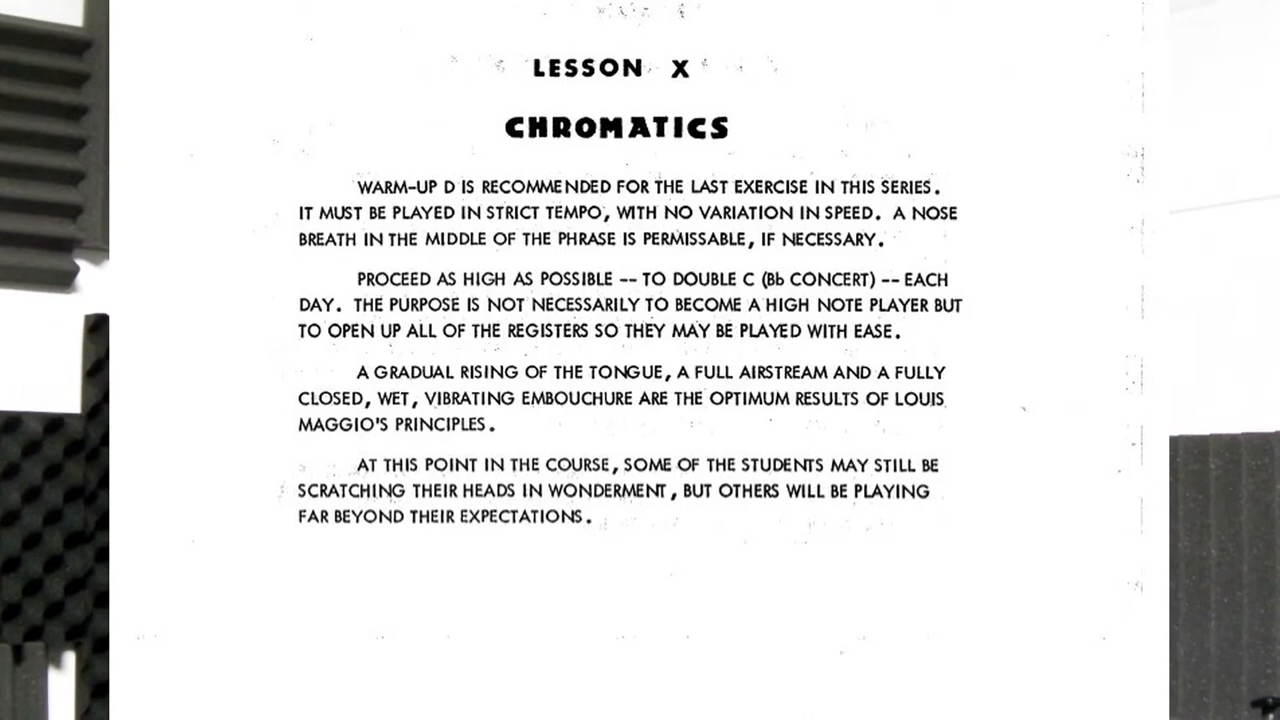 LESSON X
CHROMATICS
WARM-UP D IS RECOMMENDED FOR THE LAST EXERCISE IN THIS SERIES.
IT MUST BE PLAYED IN STRICT TEMPO, WITH NO VARIATION IN SPEED. A NOSE
BREATH IN THE MIDDLE OF THE PHRASE IS PERMISSABLE, IF NECESSARY.
PROCEED AS HIGH AS POSSIBLE -- TO DOUBLE C (Bb CONCERT) -- EACH
DAY. THE PURPOSE IS NOT NECESSARILY TO BECOME A HIGH NOTE PLAYER BUT
TO OPEN UP ALL OF THE REGISTERS SO THEY MAY BE PLAYED WITH EASE.
A GRADUAL RISING OF THE TONGUE, A FULL AIRSTREAM AND A FULLY
CLOSED, WET, VIBRATING EMBOUCHURE ARE THE OPTIMUM RESULTS OF LOUIS
MAGGIO'S PRINCIPLES.
AT THIS POINT IN THE COURSE, SOME OF THE STUDENTS MAY STILL BE
SCRATCHING THEIR HEADS IN WONDERMENT, BUT OTHERS WILL BE PLAYING
FAR BEYOND THEIR EXPECTATIONS.